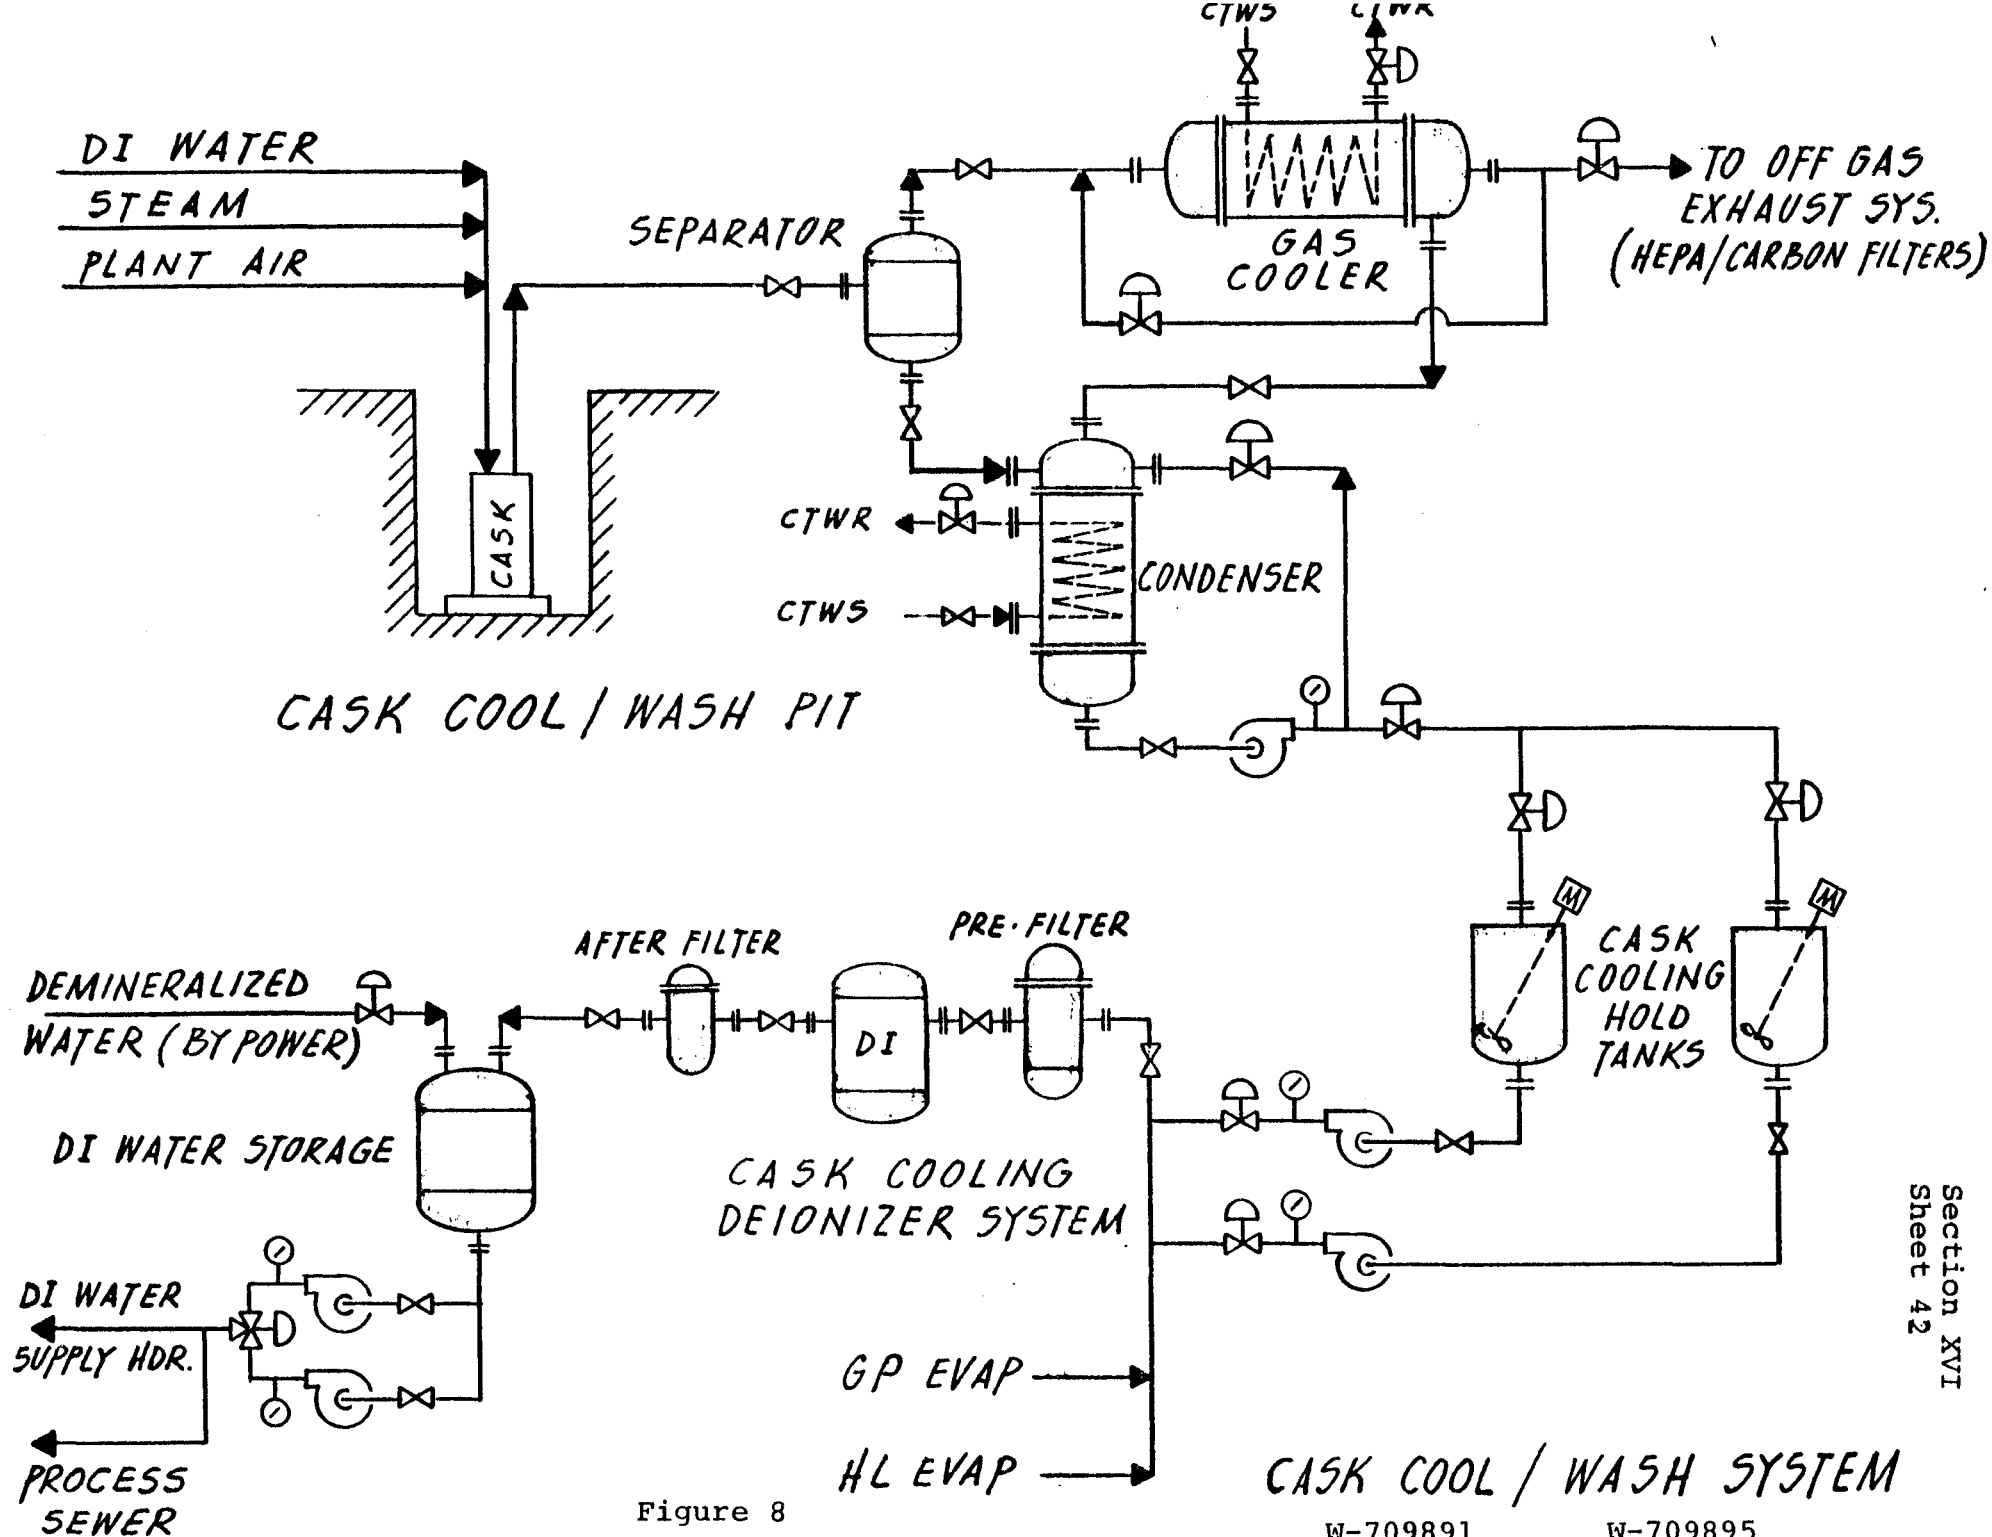 CTWS
CTWR
DI WATER
STEAM
PLANT AIR
SEPARATOR
GAS
COOLER
TO OFF GAS
EXHAUST SYS.
(HEPA/CARBON FILTERS)
CASK
CTWR
CONDENSER
CTWS
CASK COOL/WASH PIT
M
M
CASK
COOLING
HOLD
TANKS
PRE-FILTER
AFTER FILTER
DI
DEMINERALIZED
WATER (BY POWER)
DI WATER STORAGE
CASK COOLING
DEIONIZER SYSTEM
DI WATER
SUPPLY HDR.
PROCESS
SEWER
GP EVAP
HL EVAP
Section XVI
Sheet 42
CASK COOL/WASH SYSTEM
Figure 8
W-709891 W-709895